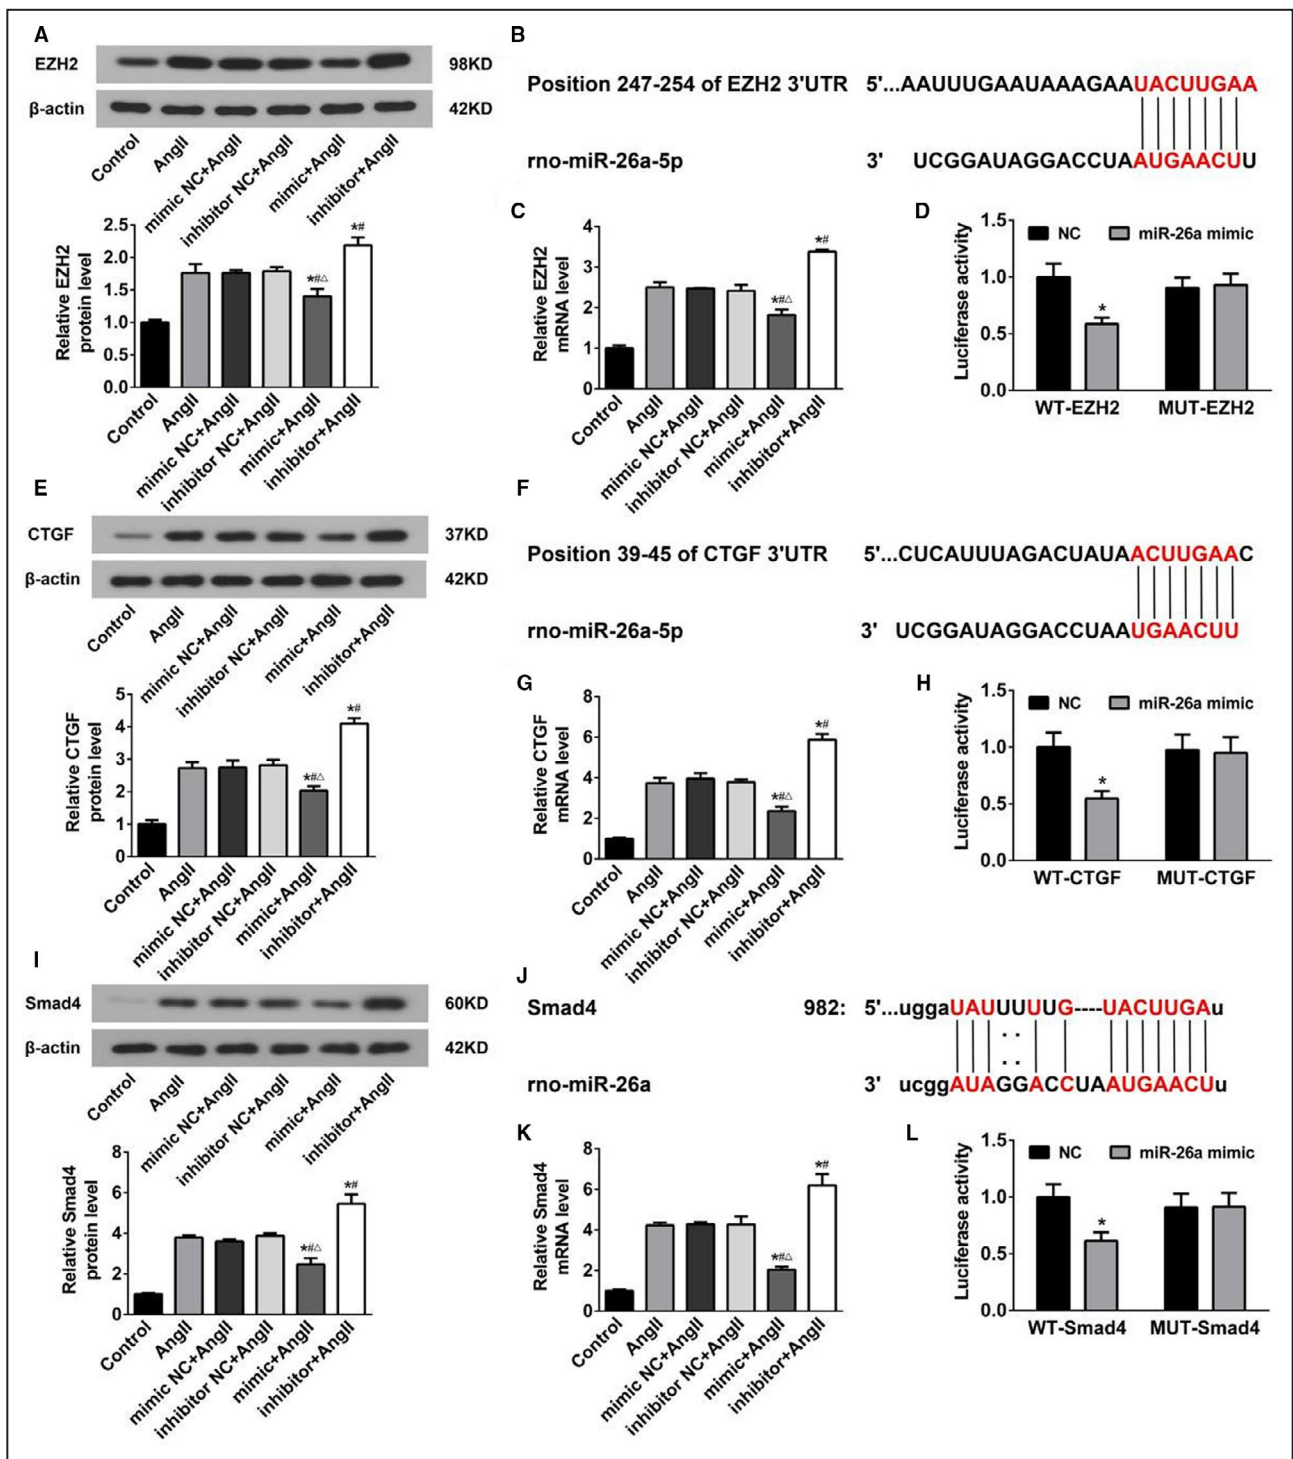 A
EZH2
98KD
β-actin
42KD
Control
AngII
mimic NC+AngII
inhibitor NC+AngII
mimic+AngII
inhibitor+AngII
Relative EZH2
protein level
2.5
2.0
1.5
1.0
0.5
0.0
*#△
*#
Control
AngII
mimic NC+AngII
inhibitor NC+AngII
mimic+AngII
inhibitor+AngII
B
Position 247-254 of EZH2 3'UTR 5'...AAUUUGAAUAAAGAAUACUUGAA
rno-miR-26a-5p 3' UCGGAUAGGACCUAAUGAACUU
C
Relative EZH2
mRNA level
4
3
2
1
0
*#△
*#
Control
AngII
mimic NC+AngII
inhibitor NC+AngII
mimic+AngII
inhibitor+AngII
D
Luciferase activity
1.5
1.0
0.5
0.0
NC
miR-26a mimic
*
WT-EZH2
MUT-EZH2
E
CTGF
37KD
β-actin
42KD
Control
AngII
mimic NC+AngII
inhibitor NC+AngII
mimic+AngII
inhibitor+AngII
Relative CTGF
protein level
5
4
3
2
1
0
*#△
*#
Control
AngII
mimic NC+AngII
inhibitor NC+AngII
mimic+AngII
inhibitor+AngII
F
Position 39-45 of CTGF 3'UTR 5'...CUCAUUUAGACUAUAACUUGAAC
rno-miR-26a-5p 3' UCGGAUAGGACCUAAUGAACUU
G
Relative CTGF
mRNA level
8
6
4
2
0
*#△
*#
Control
AngII
mimic NC+AngII
inhibitor NC+AngII
mimic+AngII
inhibitor+AngII
H
Luciferase activity
1.5
1.0
0.5
0.0
NC
miR-26a mimic
*
WT-CTGF
MUT-CTGF
I
Smad4
60KD
β-actin
42KD
Control
AngII
mimic NC+AngII
inhibitor NC+AngII
mimic+AngII
inhibitor+AngII
Relative Smad4
protein level
8
6
4
2
0
*#△
*#
Control
AngII
mimic NC+AngII
inhibitor NC+AngII
mimic+AngII
inhibitor+AngII
J
Smad4 982: 5'...uggaUAUUUUUG----UACUUGAu
rno-miR-26a 3' ucggAUAGGACCUAAUGAACUu
K
Relative Smad4
mRNA level
8
6
4
2
0
*#△
*#
Control
AngII
mimic NC+AngII
inhibitor NC+AngII
mimic+AngII
inhibitor+AngII
L
Luciferase activity
1.5
1.0
0.5
0.0
NC
miR-26a mimic
*
WT-Smad4
MUT-Smad4